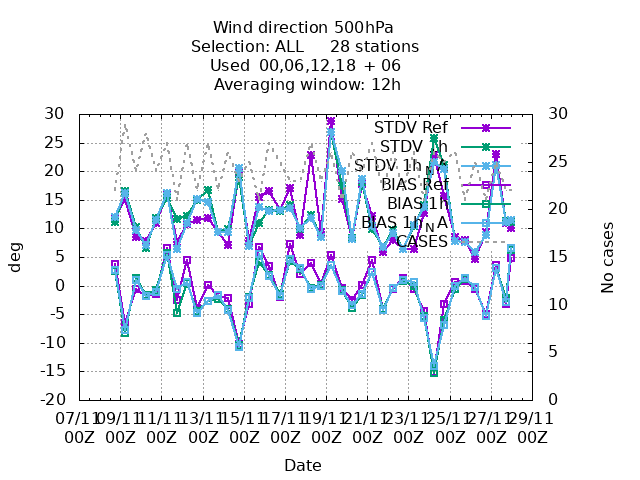 Wind direction 500hPa
Selection: ALL 28 stations
Used 00,06,12,18 + 06
Averaging window: 12h
30 30
25 25
20 20
15 15
10 10
5 5
0 0
-5
-10
-15
-20
STDV Ref
STDV 1h
STDV 1h_NA
BIAS Ref
BIAS 1h
BIAS 1h_NA
CASES
deg
No cases
07/11 09/11 11/11 13/11 15/11 17/11 19/11 21/11 23/11 25/11 27/11 29/11
00Z 00Z 00Z 00Z 00Z 00Z 00Z 00Z 00Z 00Z 00Z 00Z
Date